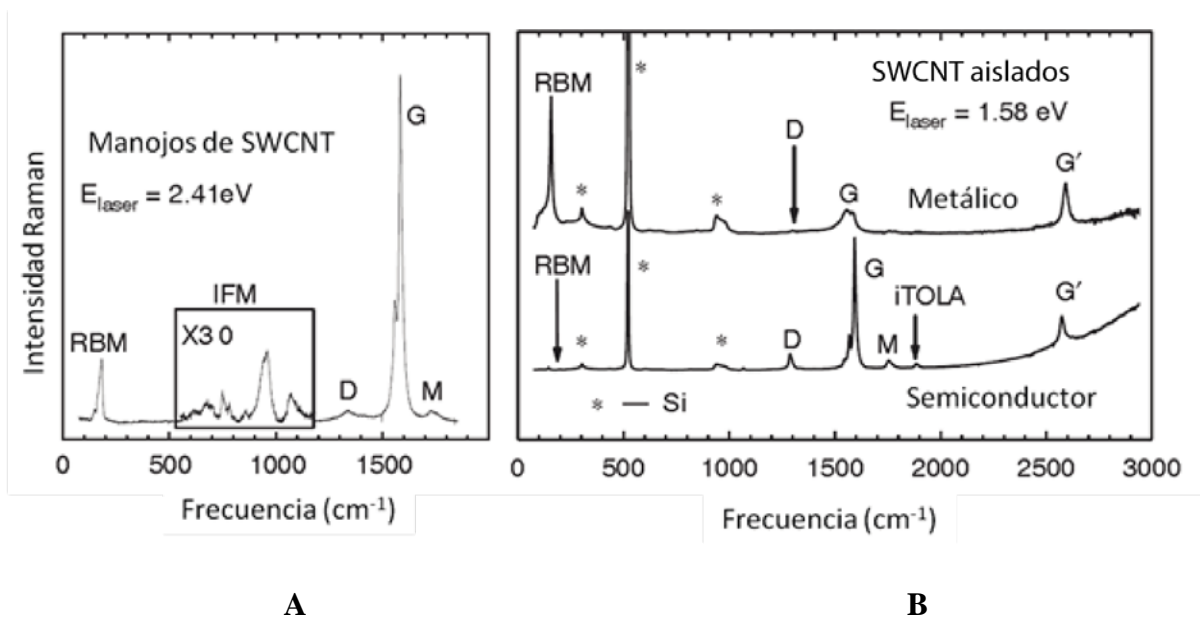 Intensidad Raman
Manojos de SWCNT
E laser = 2.41eV
G
IFM
X3 0
RBM
D
M
0 500 1000 1500
Frecuencia (cm-1)
A
SWCNT aislados
E laser = 1.58 eV
RBM
*
D
G'
*
*
G
Metálico
RBM
*
G
iTOLA
G'
*
*
D
M
* — Si
Semiconductor
0 500 1000 1500 2000 2500 3000
Frecuencia (cm-1)
B